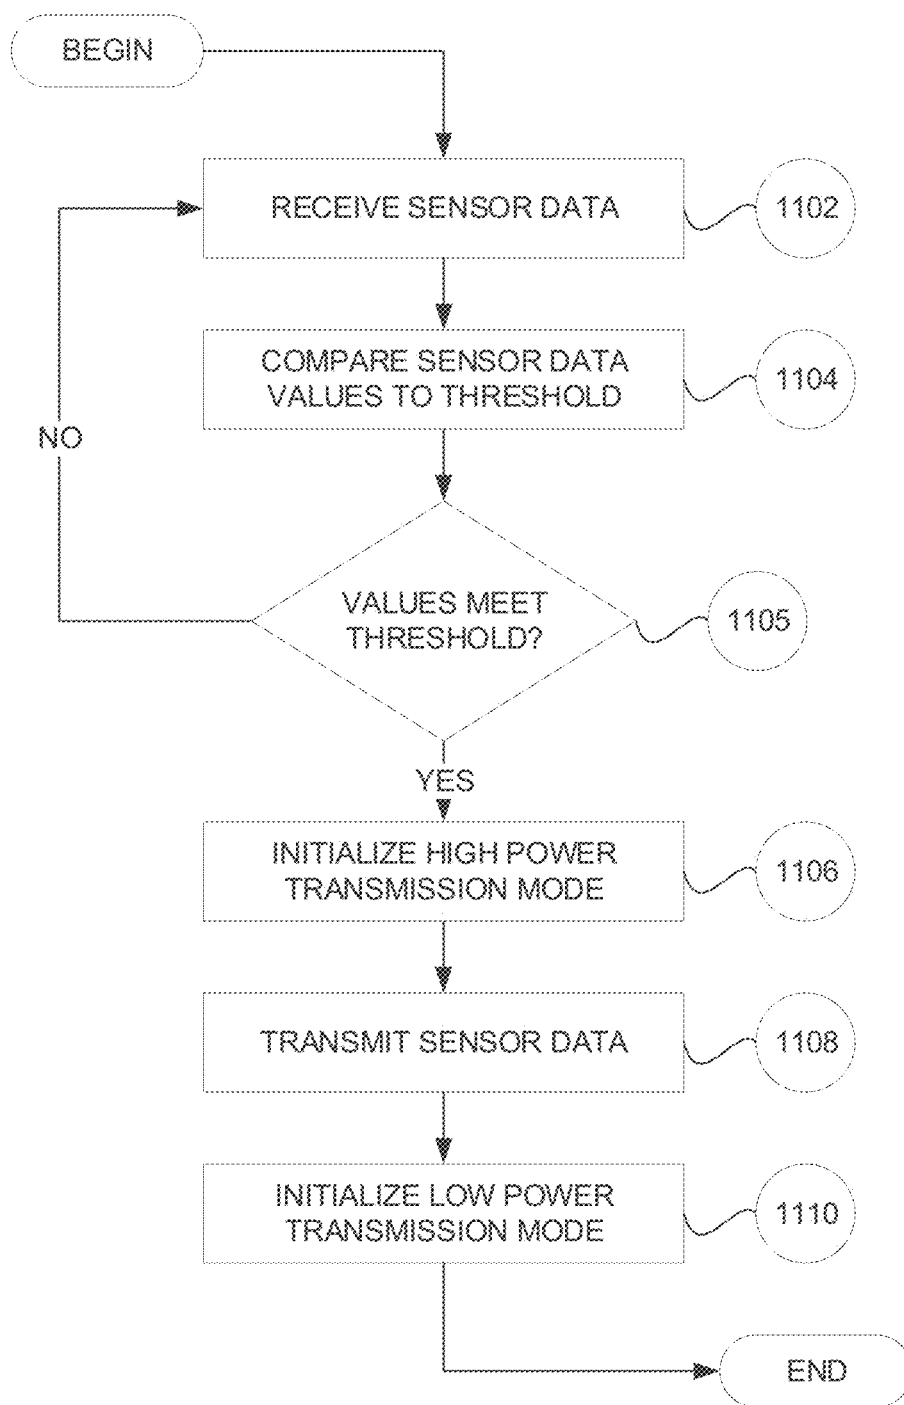 BEGIN
RECEIVE SENSOR DATA
1102
COMPARE SENSOR DATA
VALUES TO THRESHOLD
1104
NO
VALUES MEET
THRESHOLD?
1105
YES
INITIALIZE HIGH POWER
TRANSMISSION MODE
1106
TRANSMIT SENSOR DATA
1108
INITIALIZE LOW POWER
TRANSMISSION MODE
1110
END